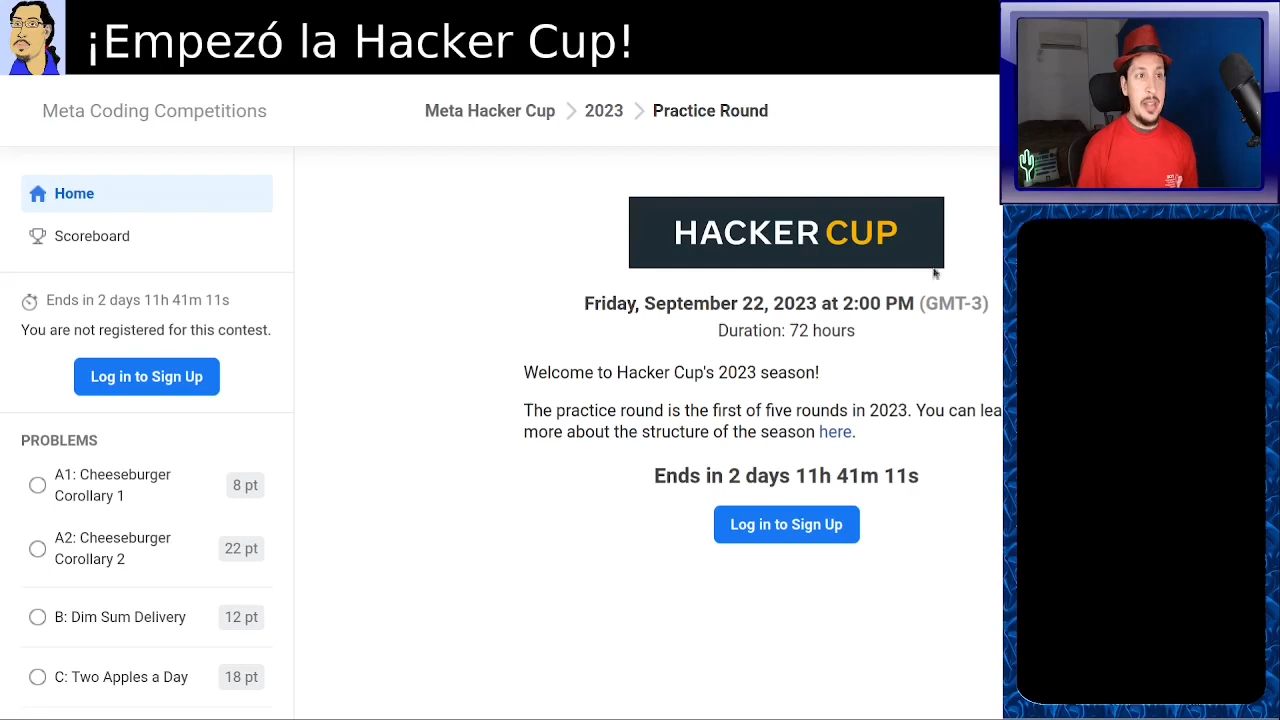 ¡Empezó la Hacker Cup!
Meta Coding Competitions
Meta Hacker Cup
2023
Practice Round
Home
Scoreboard
Ends in 2 days 11h 41m 11s
You are not registered for this contest.
Log in to Sign Up
PROBLEMS
A1: Cheeseburger
Corollary 1
8 pt
A2: Cheeseburger
Corollary 2
22 pt
B: Dim Sum Delivery
12 pt
C: Two Apples a Day
18 pt
HACKER CUP
Friday, September 22, 2023 at 2:00 PM (GMT-3)
Duration: 72 hours
Welcome to Hacker Cup's 2023 season!
The practice round is the first of five rounds in 2023. You can lea
more about the structure of the season here.
Ends in 2 days 11h 41m 11s
Log in to Sign Up